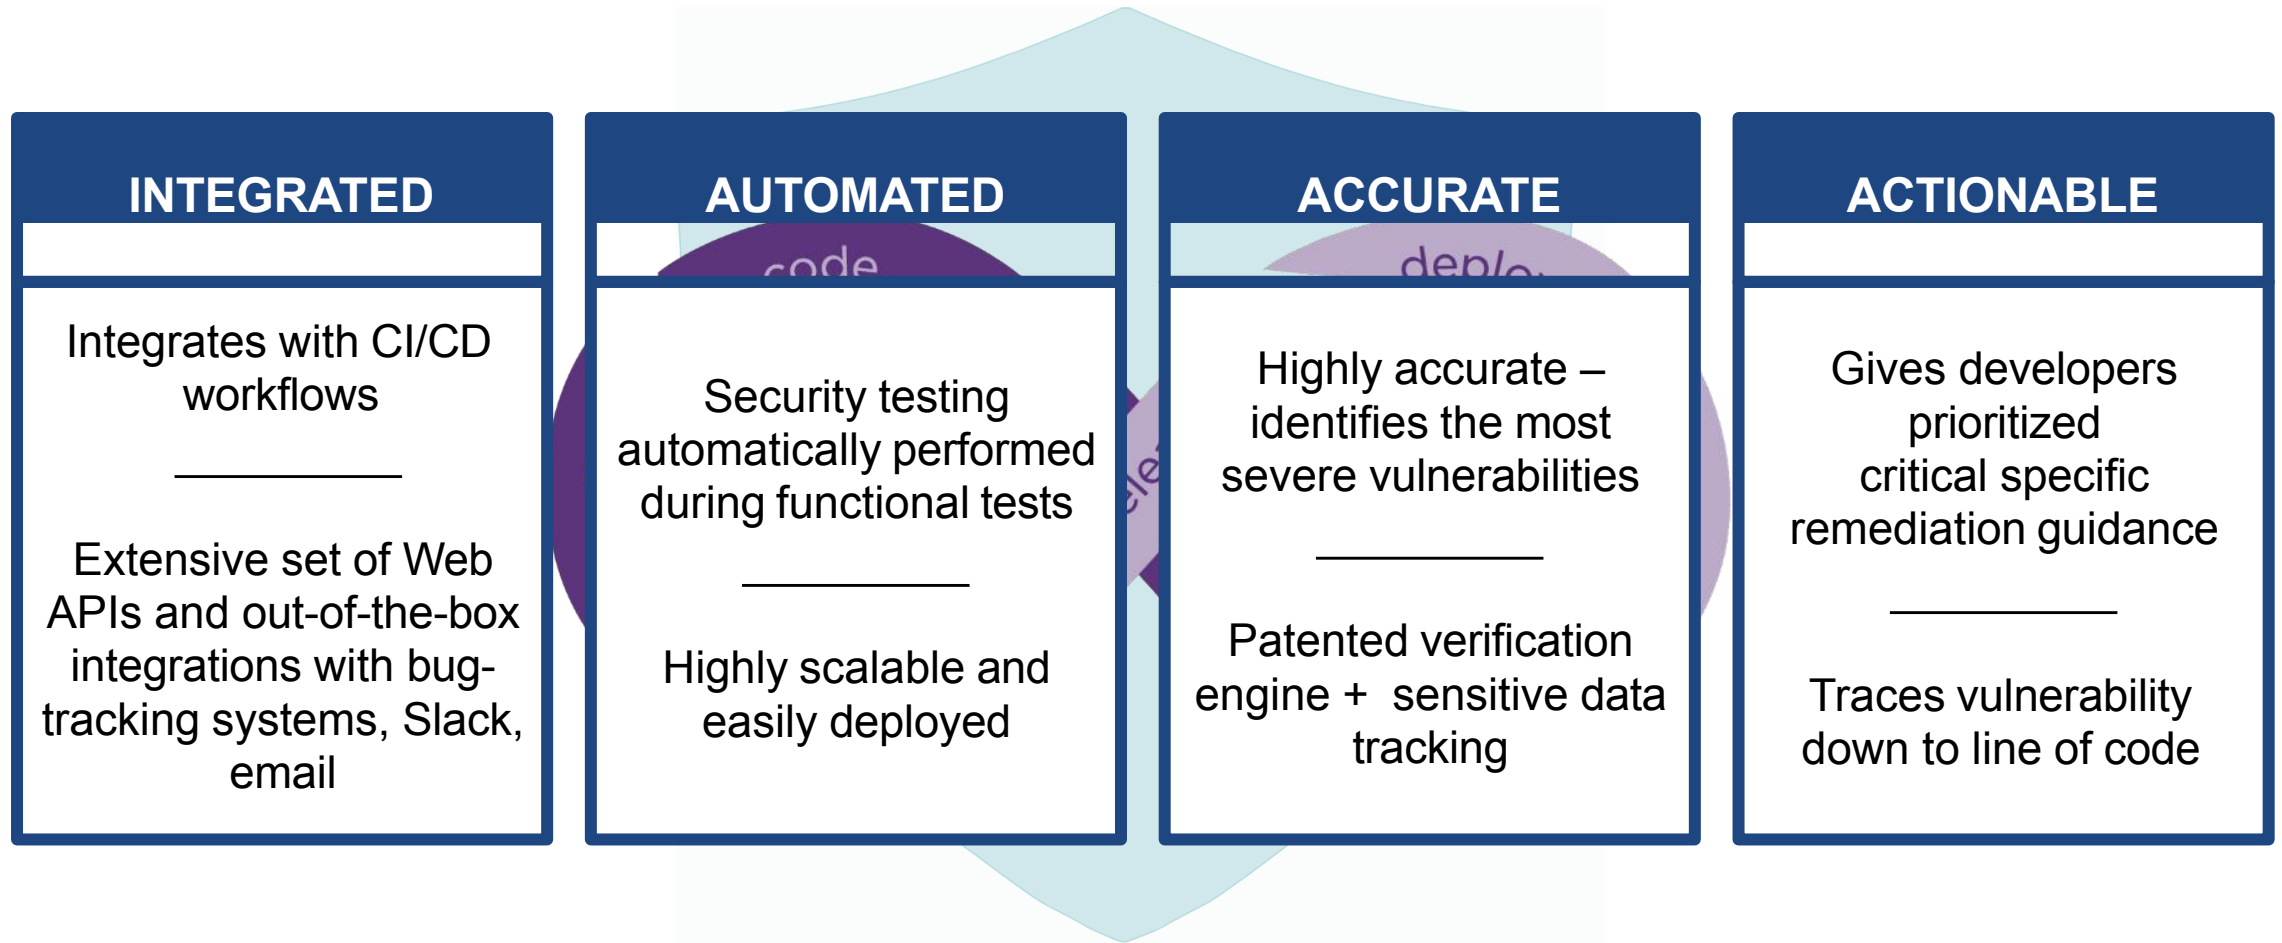 INTEGRATED
Integrates with CI/CD
workflows
Extensive set of Web
APIs and out-of-the-box
integrations with bug-
tracking systems, Slack,
email
AUTOMATED
code
Security testing
automatically performed
during functional tests
Highly scalable and
easily deployed
ACCURATE
Highly accurate –
identifies the most
severe vulnerabilities
Patented verification
engine + sensitive data
tracking
ACTIONABLE
Gives developers
prioritized
critical specific
remediation guidance
Traces vulnerability
down to line of code